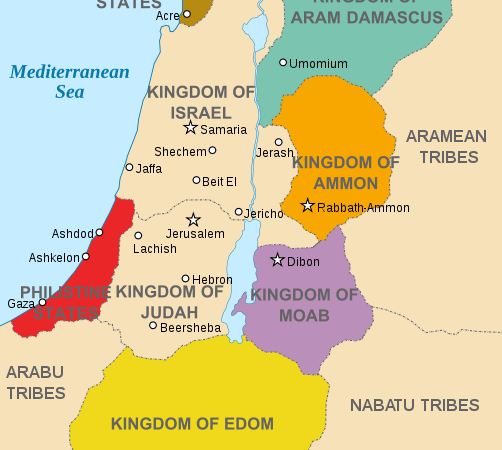 STATES
KINGDOM OF
ARAM DAMASCUS
Acre
Umomium
Mediterranean
Sea
KINGDOM OF
ISRAEL
Samaria
Shechem
Jerash
ARAMEAN
TRIBES
Jaffa
KINGDOM OF
AMMON
Beit El
Rabbath Ammon
Jericho
Ashdod
Jerusalem
Lachish
Ashkelon
Dibon
Hebron
PHILISTINE
STATES
Gaza
KINGDOM OF
JUDAH
KINGDOM OF
MOAB
Beersheba
ARABU
TRIBES
NABATU TRIBES
KINGDOM OF EDOM